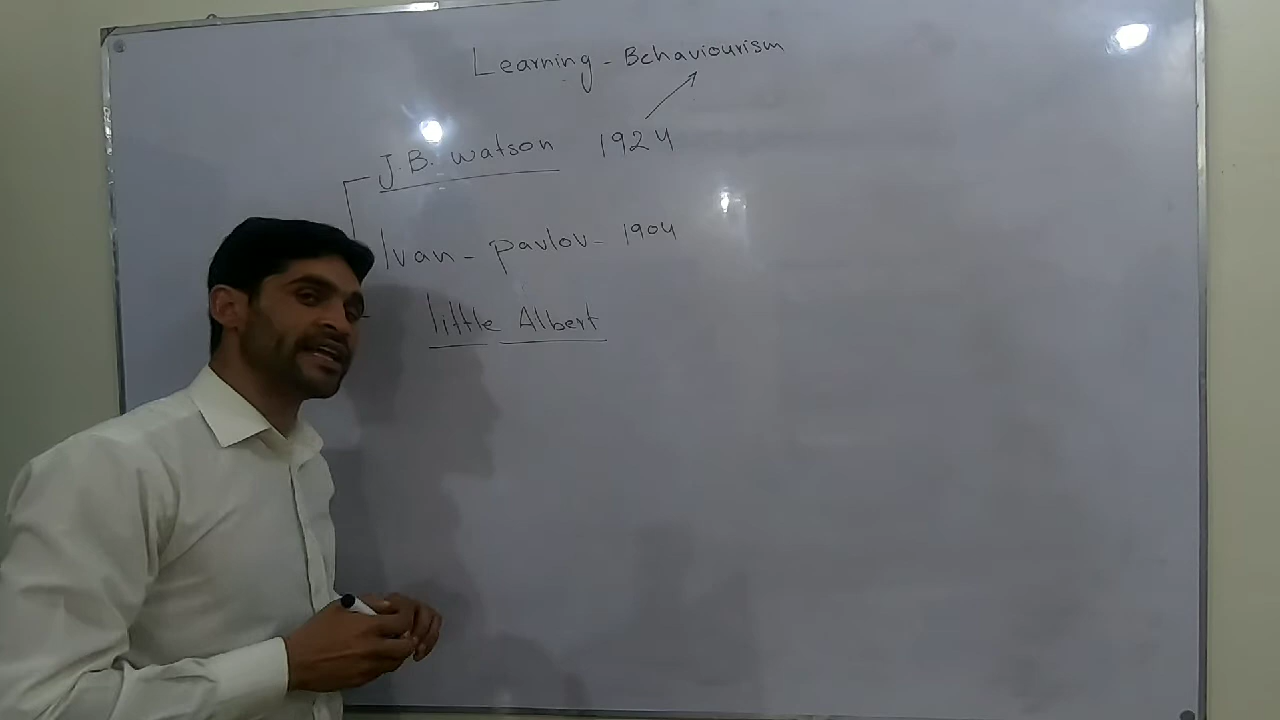 Learning - Behaviourism
J.B. watson 1924
Ivan - pavlov - 1904
little Albert